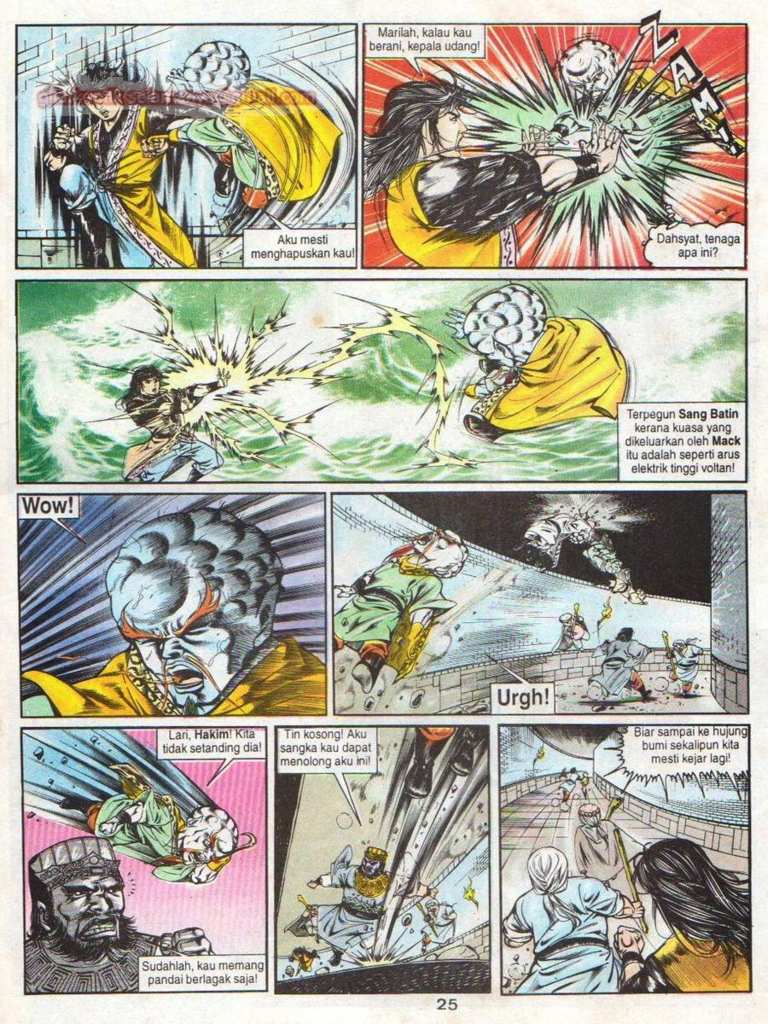 Aku mesti
menghapuskan kau!
Marilah, kalau kau
berani, kepala udang!
ZAMM!
Dahsyat, tenaga
apa ini?
Terpegun Sang Batin
kerana kuasa yang
dikeluarkan oleh Mack
itu adalah seperti arus
elektrik tinggi voltan!
Wow!
Urgh!
Lari, Hakim! Kita
tidak setanding dia!
Sudahlah, kau memang
pandai berlagak saja!
Tin kosong! Aku
sangka kau dapat
menolong aku ini!
Biar sampai ke hujung
bumi sekalipun kita
mesti kejar lagi!
25